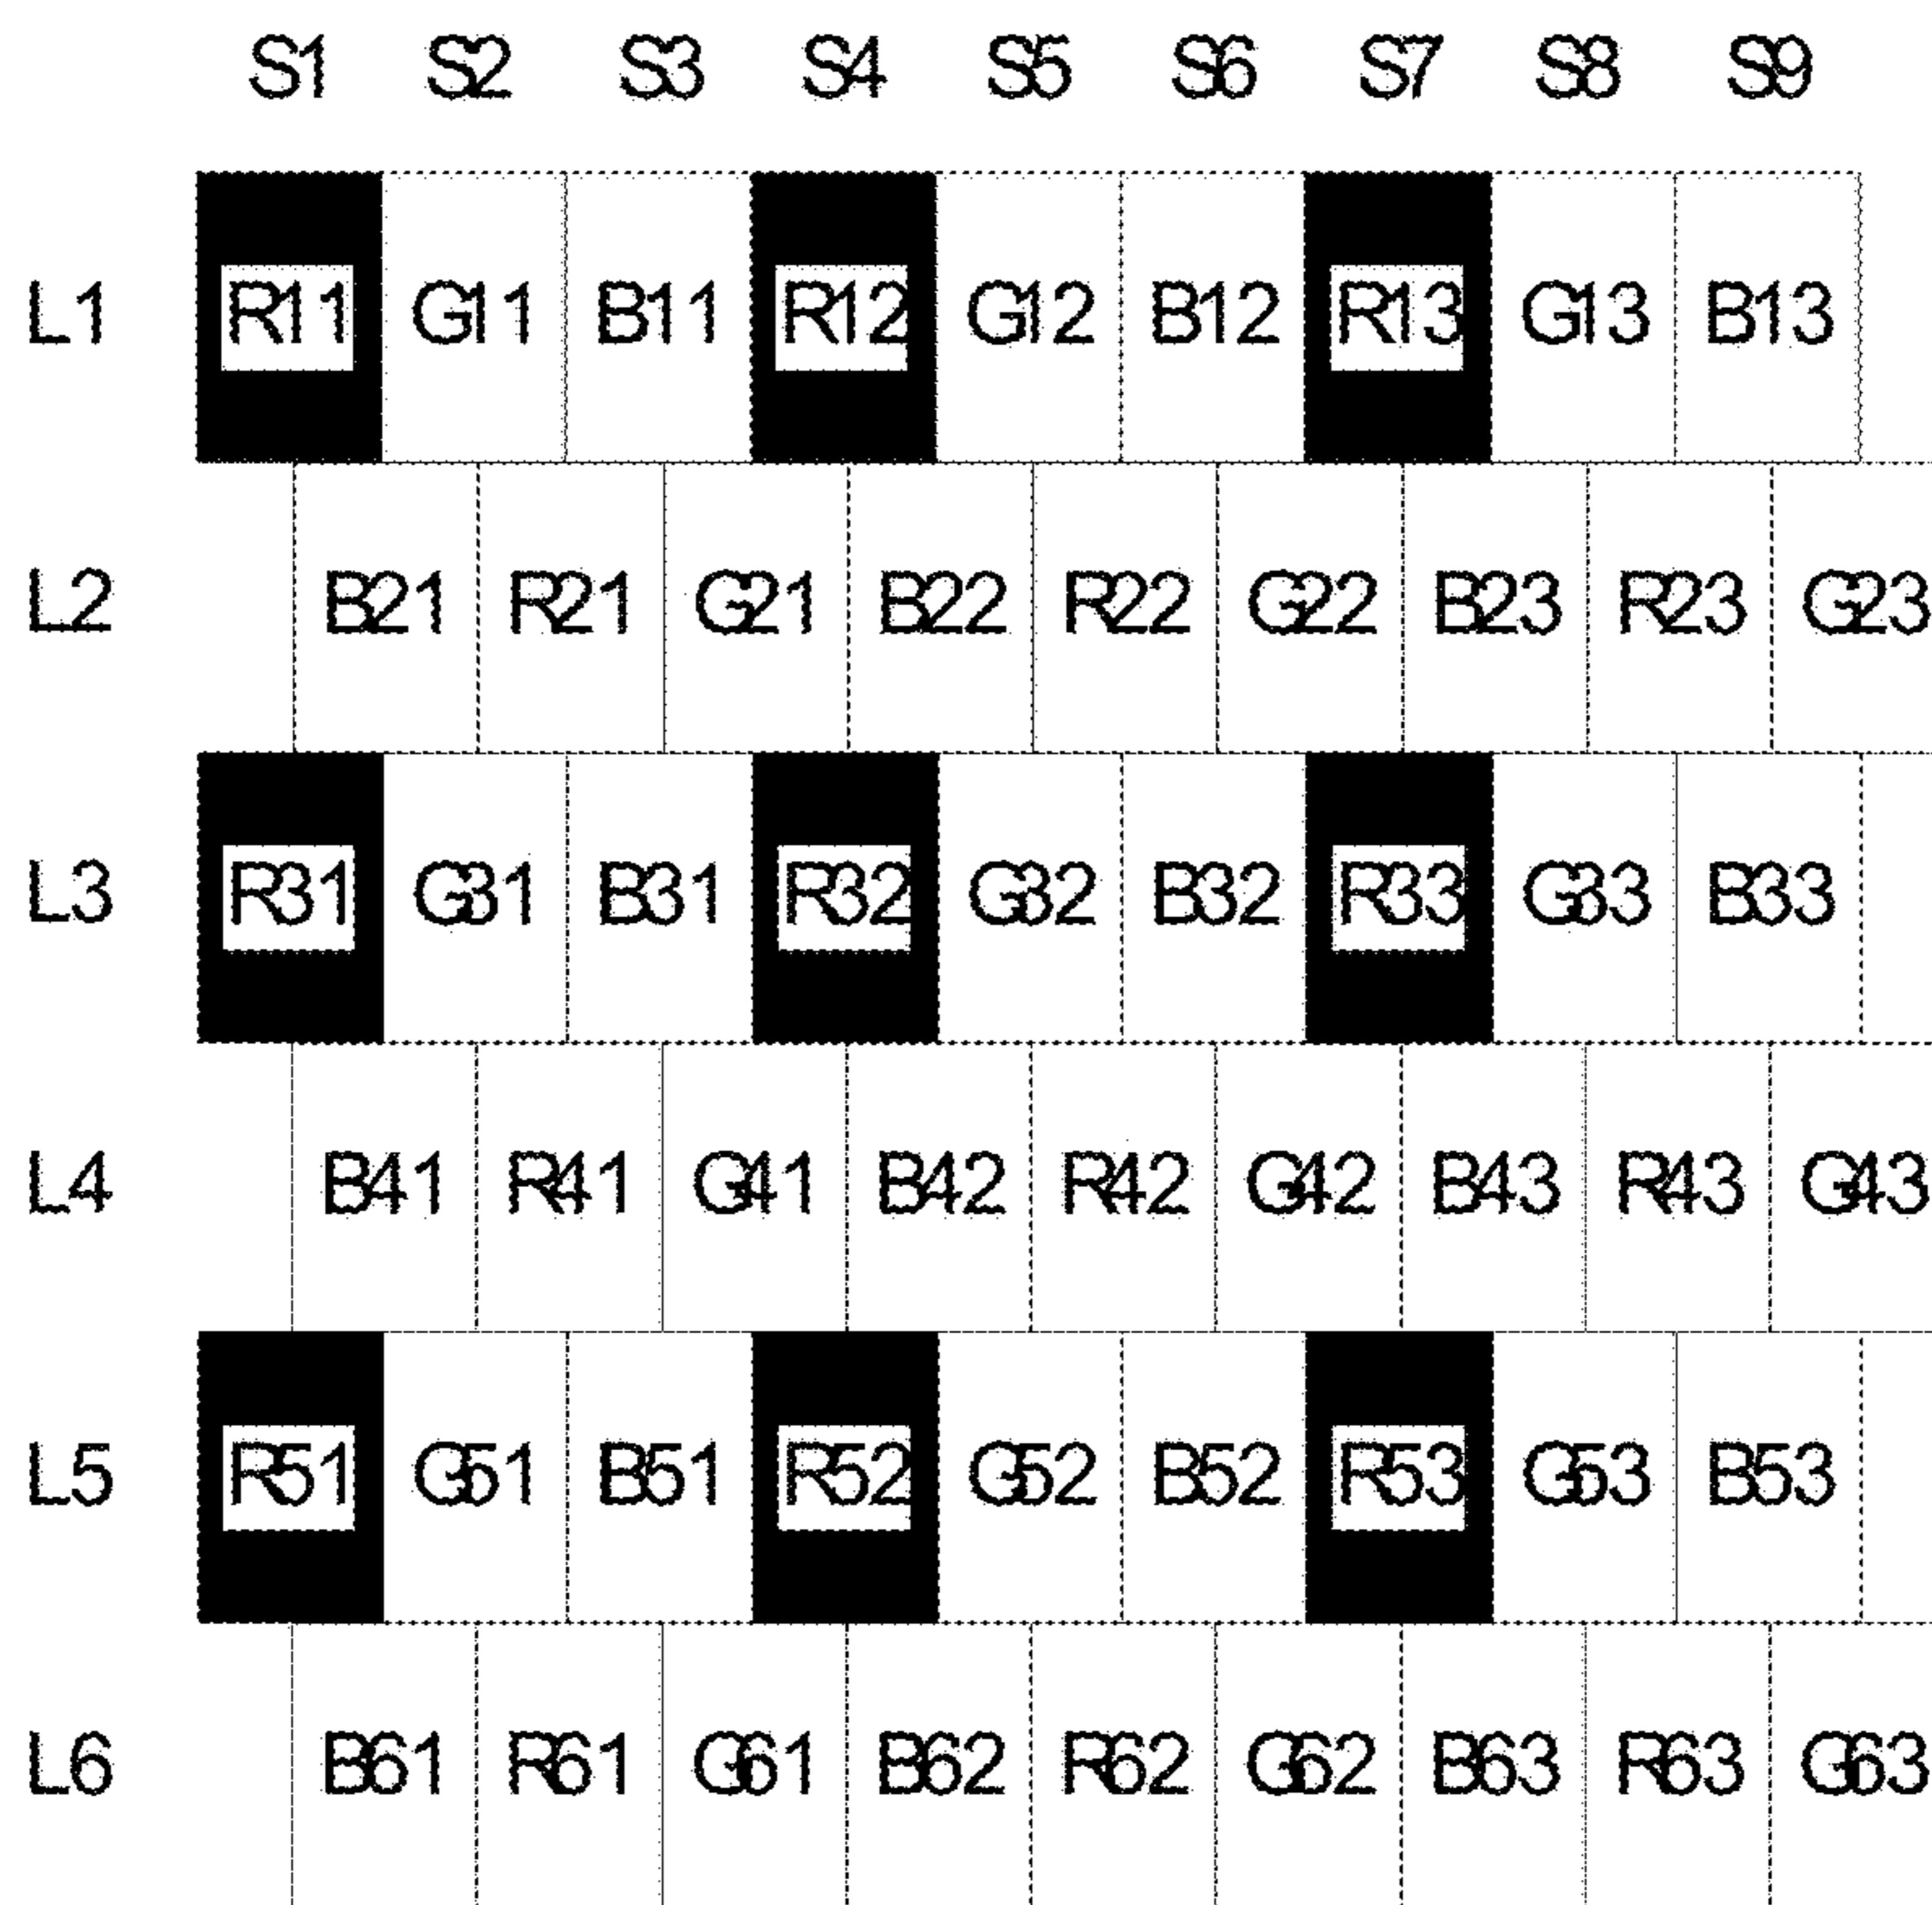 S1 S2 S3 S4 S5 S6 S7 S8 S9
L1 R11 G11 B11 R12 G12 B12 R13 G13 B13
L2 B21 R21 G21 B22 R22 G22 B23 R23 G23
L3 R31 G31 B31 R32 G32 B32 R33 G33 B33
L4 B41 R41 G41 B42 R42 G42 B43 R43 G43
L5 R51 G51 B51 R52 G52 B52 R53 G53 B53
L6 B61 R61 G61 B62 R62 G62 B63 R63 G63